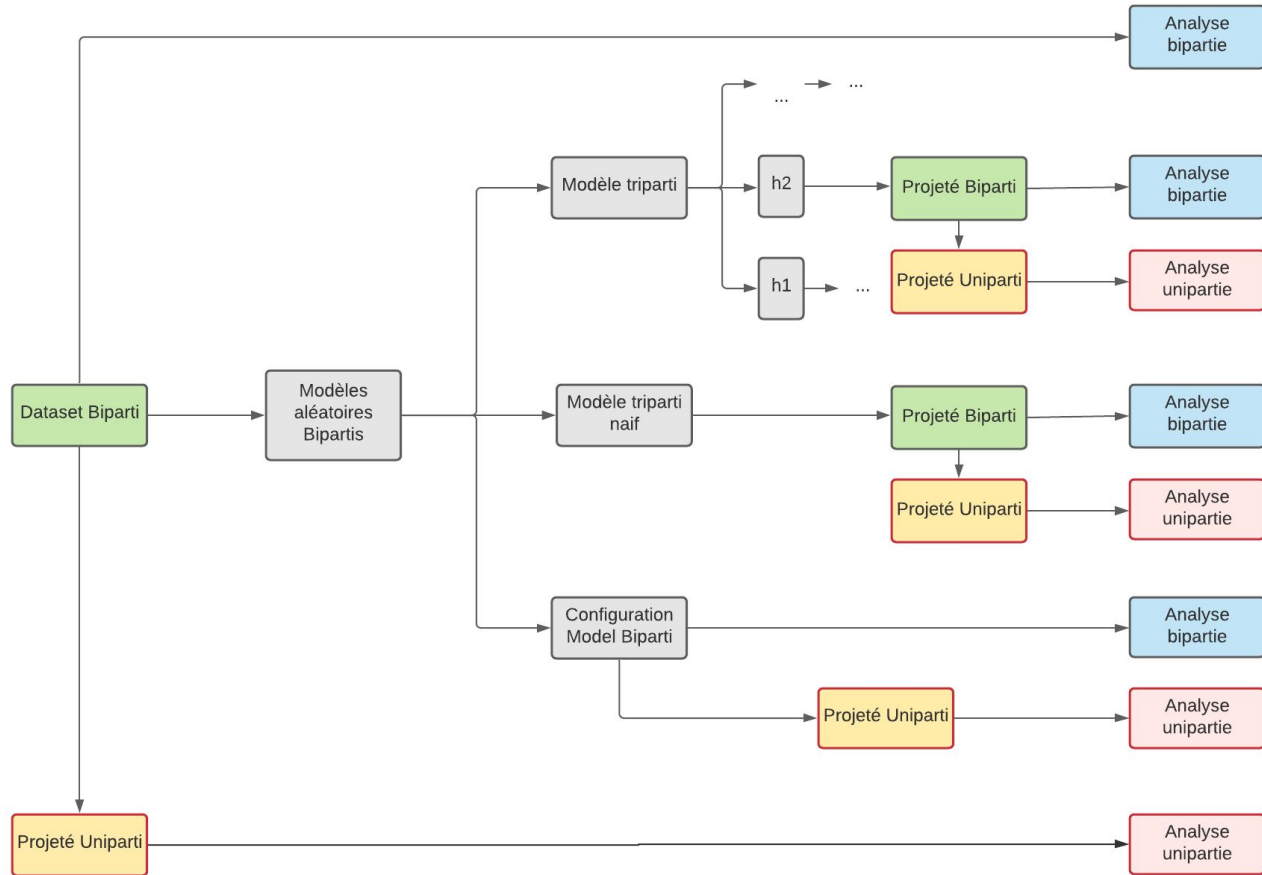 Analyse
bipartie
...
...
Modèle triparti
h2
Projeté Biparti
Analyse
bipartie
h1
...
Projeté Uniparti
Analyse
unipartie
Dataset Biparti
Modèles
aléatoires
Bipartis
Modèle triparti
naif
Projeté Biparti
Analyse
bipartie
Projeté Uniparti
Analyse
unipartie
Configuration
Model Biparti
Analyse
bipartie
Projeté Uniparti
Analyse
unipartie
Projeté Uniparti
Analyse
unipartie